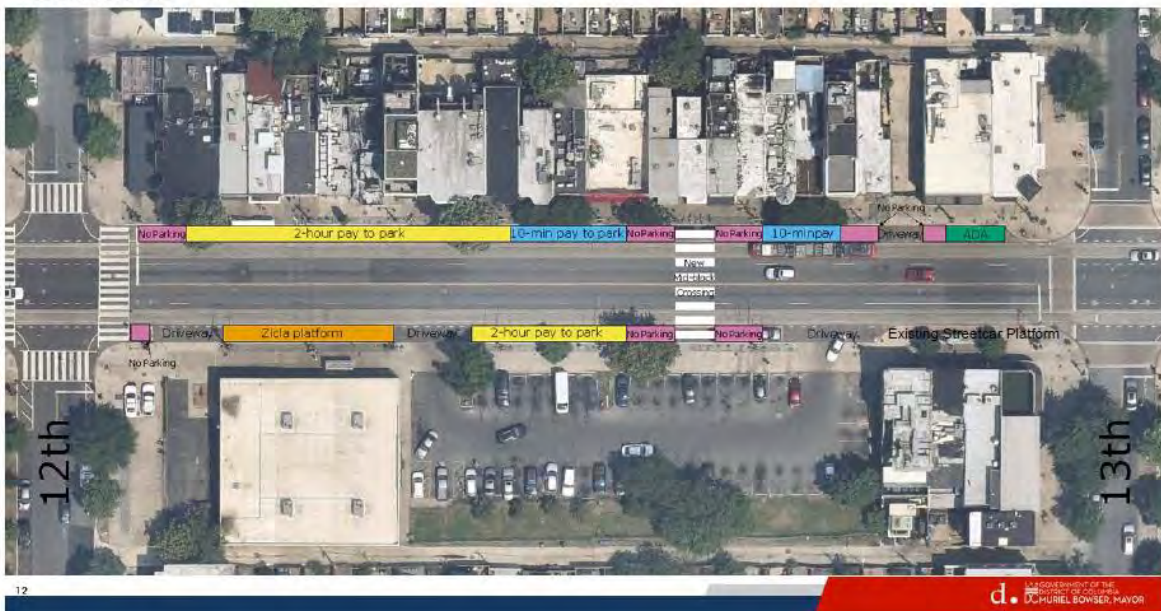 No Parking
No Parking
2-hour pay to park
10-min pay to park
No Parking
No Parking
10-minpay
Driveway
ADA
New
Mid-block
Crossing
Driveway
Zicla platform
Driveway
2-hour pay to park
No Parking
No Parking
Driveway
Existing Streetcar Platform
No Parking
12th
13th
12
d.
GOVERNMENT OF THE
DISTRICT OF COLUMBIA
DC MURIEL BOWSER, MAYOR